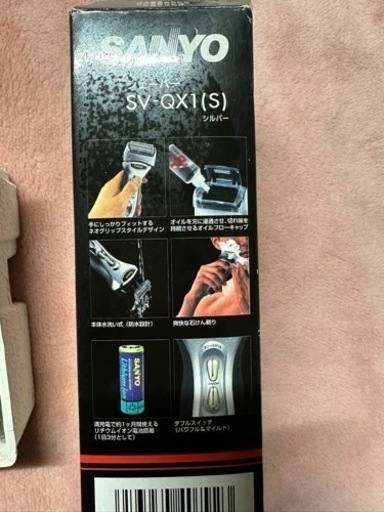 SANYO
シェーバー
SV-QX1(S)
シルバー
手にしっかりフィットする
ネオグリップスタイルデザイン
オイルを刃に浸透させ、切れ味を
持続させるオイルフローキャップ
本体水洗い式（防水設計）
爽快な石けん剃り
SANYO
Lithium ion
満充電で約1ヶ月間使える
リチウムイオン電池搭載
（1日3分として）
ダブルスイッチ
（パワフル&マイルド）